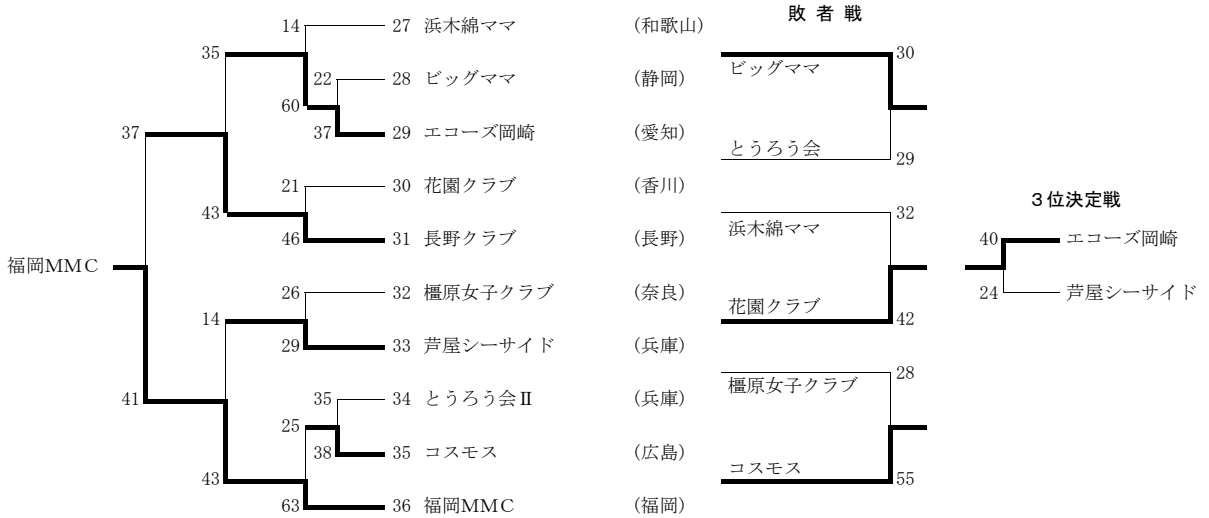 敗 者 戦
14 27 浜木綿ママ (和歌山)
35 30
22 28 ビッグママ (静岡) ビッグママ
60
37 37 29 エコーズ岡崎 (愛知)
とうろう会 29
21 30 花園クラブ (香川)
3位決定戦
43 32
46 31 長野クラブ (長野) 浜木綿ママ 40 エコーズ岡崎
福岡MMC
26 32 橿原女子クラブ (奈良) 24 芦屋シーサイド
14 花園クラブ 42
29 33 芦屋シーサイド (兵庫)
28
41 35 34 とうろう会Ⅱ (兵庫) 橿原女子クラブ
25
38 35 コスモス (広島)
43 コスモス 55
63 36 福岡MMC (福岡)